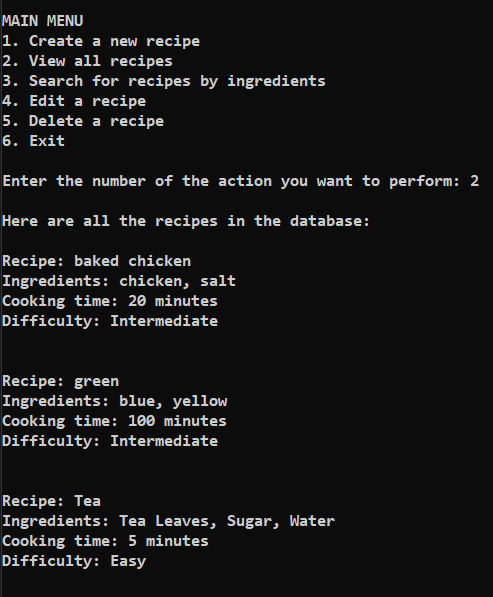 MAIN MENU
1. Create a new recipe
2. View all recipes
3. Search for recipes by ingredients
4. Edit a recipe
5. Delete a recipe
6. Exit
Enter the number of the action you want to perform: 2
Here are all the recipes in the database:
Recipe: baked chicken
Ingredients: chicken, salt
Cooking time: 20 minutes
Difficulty: Intermediate
Recipe: green
Ingredients: blue, yellow
Cooking time: 100 minutes
Difficulty: Intermediate
Recipe: Tea
Ingredients: Tea Leaves, Sugar, Water
Cooking time: 5 minutes
Difficulty: Easy